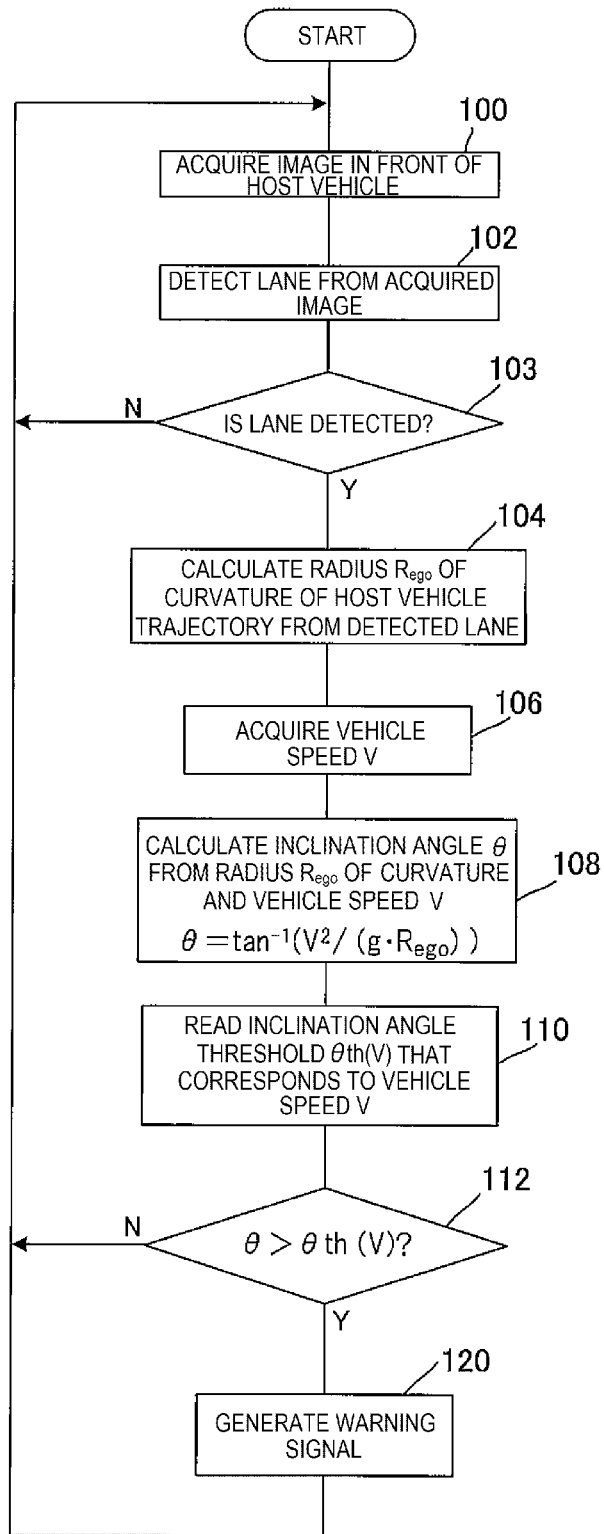 START
100
ACQUIRE IMAGE IN FRONT OF
HOST VEHICLE
102
DETECT LANE FROM ACQUIRED
IMAGE
103
N
IS LANE DETECTED?
Y
104
CALCULATE RADIUS Rego OF
CURVATURE OF HOST VEHICLE
TRAJECTORY FROM DETECTED LANE
106
ACQUIRE VEHICLE
SPEED V
CALCULATE INCLINATION ANGLE θ
FROM RADIUS Rego OF CURVATURE
AND VEHICLE SPEED V
108
θ=tan⁻¹(V²/ (g·Rego) )
READ INCLINATION ANGLE
THRESHOLD θth(V) THAT
CORRESPONDS TO VEHICLE
SPEED V
110
112
N
θ > θth (V)?
Y
120
GENERATE WARNING
SIGNAL